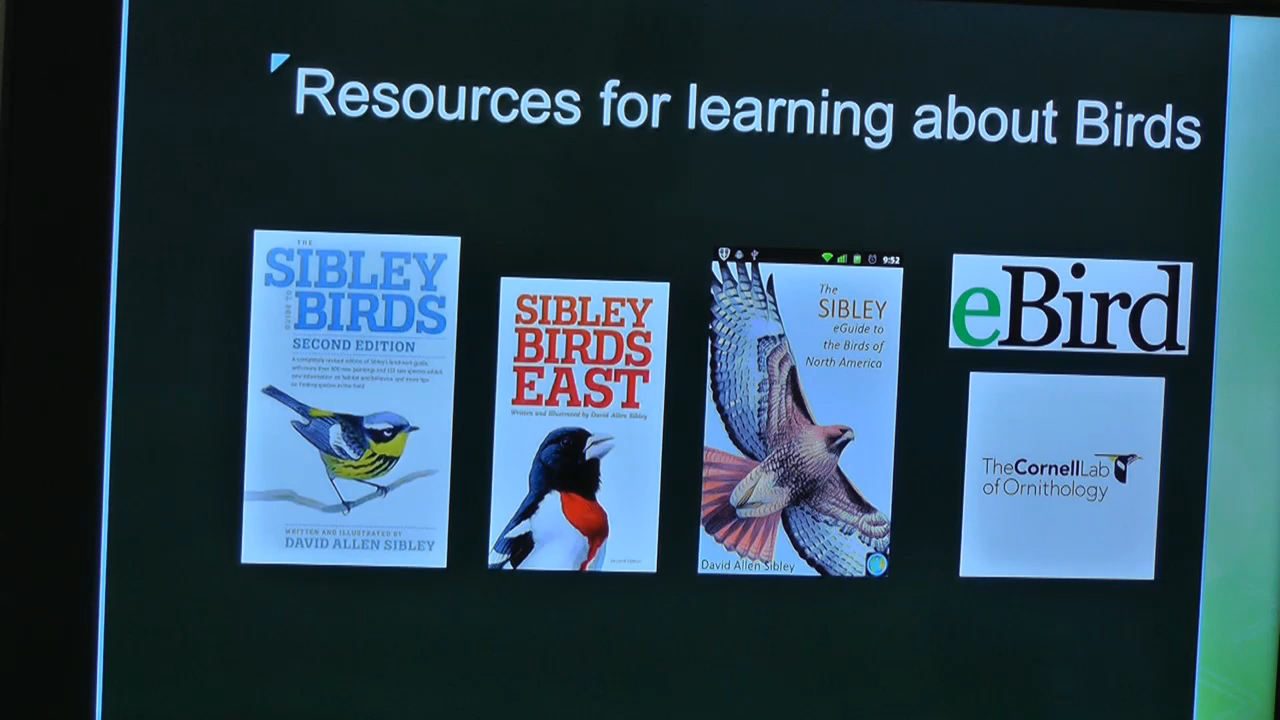 Resources for learning about Birds
THE
SIBLEY
GUIDE TO
BIRDS
SECOND EDITION
WRITTEN AND ILLUSTRATED BY
DAVID ALLEN SIBLEY
SIBLEY
BIRDS
EAST
Written and Illustrated by David Allen Sibley
Second Edition
9:52
The
SIBLEY
eGuide to
the Birds of
North America
David Allen Sibley
eBird
TheCornellLab
of Ornithology